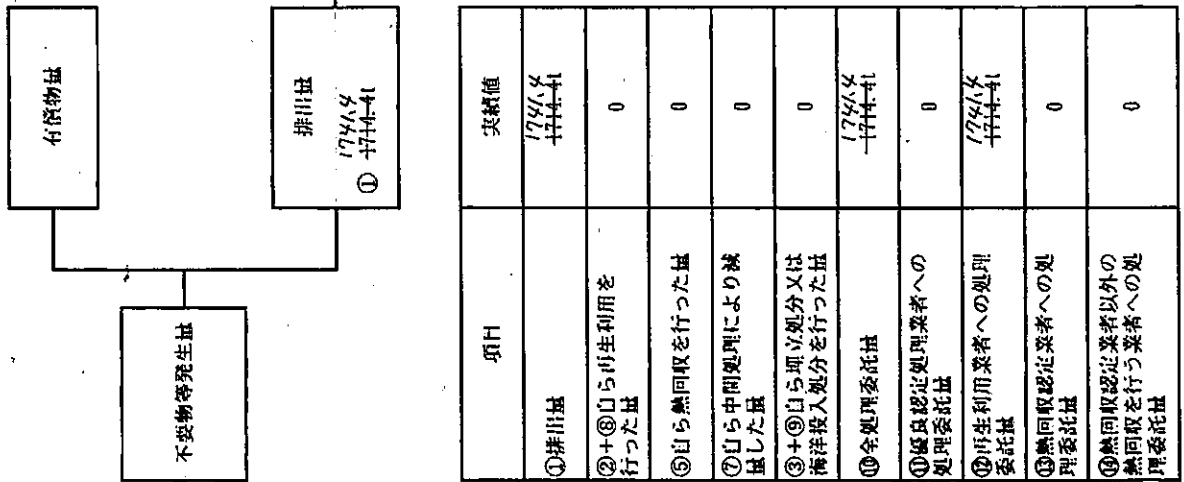 不要物等発生量
有償物量
排出量
1741.4
① 1714.41
項目
実績値
①排出量
1741.4
1714.41
②+⑧自ら再生利用を
行った量
0
⑤自ら熱回収を行った量
0
⑦自ら中間処理により減
量した量
0
③+⑨自ら埋立処分又は
海洋投入処分を行った量
0
⑩全処理委託量
1741.4
1714.41
⑪優良認定処理業者への
処理委託量
0
⑫再生利用業者への処理
委託量
1741.4
1714.41
⑬熱回収認定業者への処
理委託量
0
⑭熱回収認定業者以外の
熱回収を行う業者への処
理委託量
0